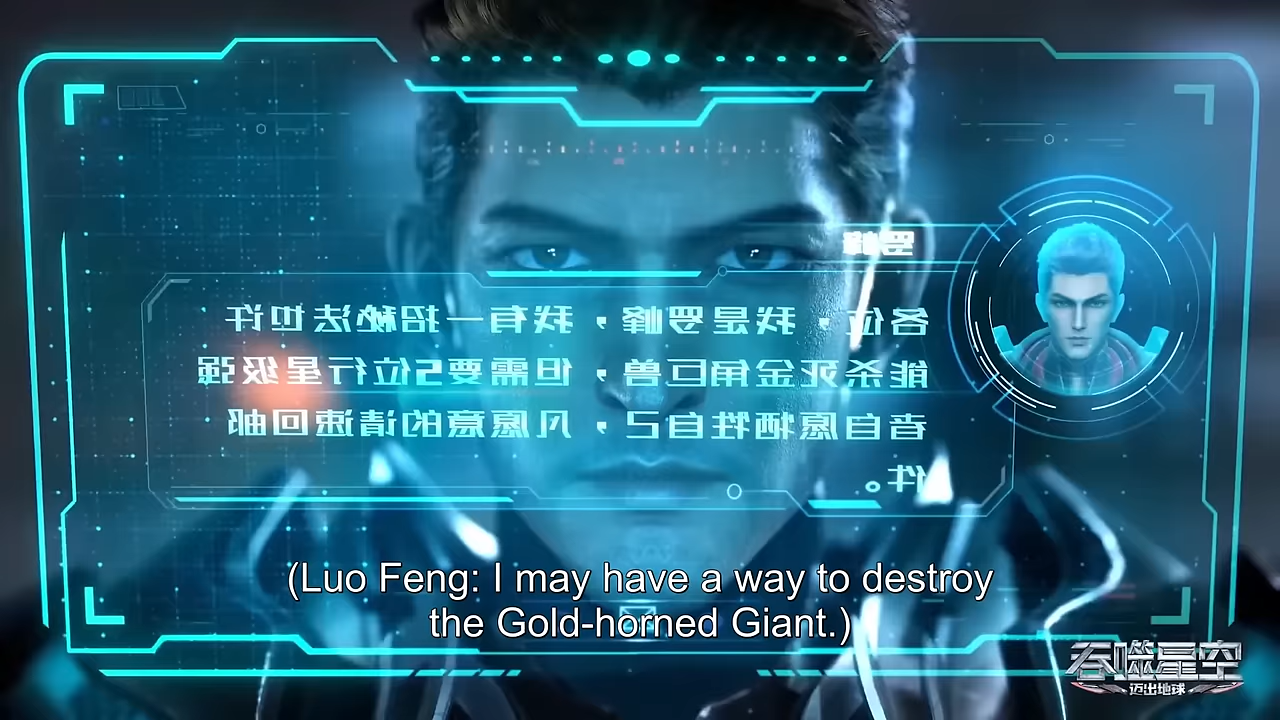 罗峰
各位，我是罗峰，我有一招秘法也许
能杀死金角巨兽，但需要5位行星级强
者自愿牺牲自己，凡愿意的请速回邮
件。
(Luo Feng: I may have a way to destroy
the Gold-horned Giant.)
吞噬星空
迈出地球